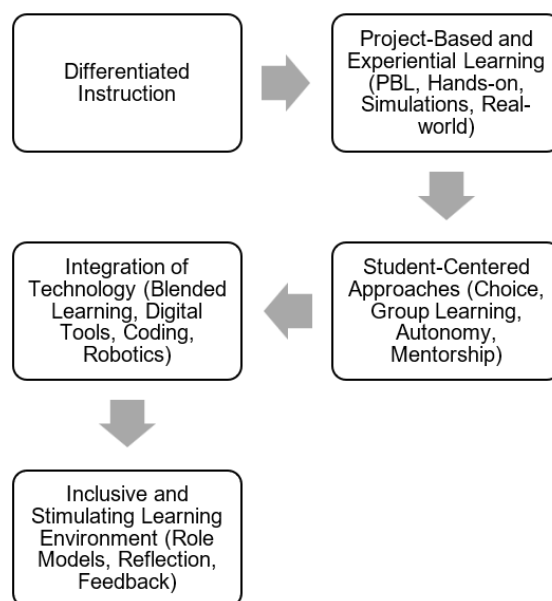 Differentiated
Instruction
Project-Based and
Experiential Learning
(PBL, Hands-on,
Simulations, Real-
world)
Student-Centered
Approaches (Choice,
Group Learning,
Autonomy,
Mentorship)
Integration of
Technology (Blended
Learning, Digital
Tools, Coding,
Robotics)
Inclusive and
Stimulating Learning
Environment (Role
Models, Reflection,
Feedback)